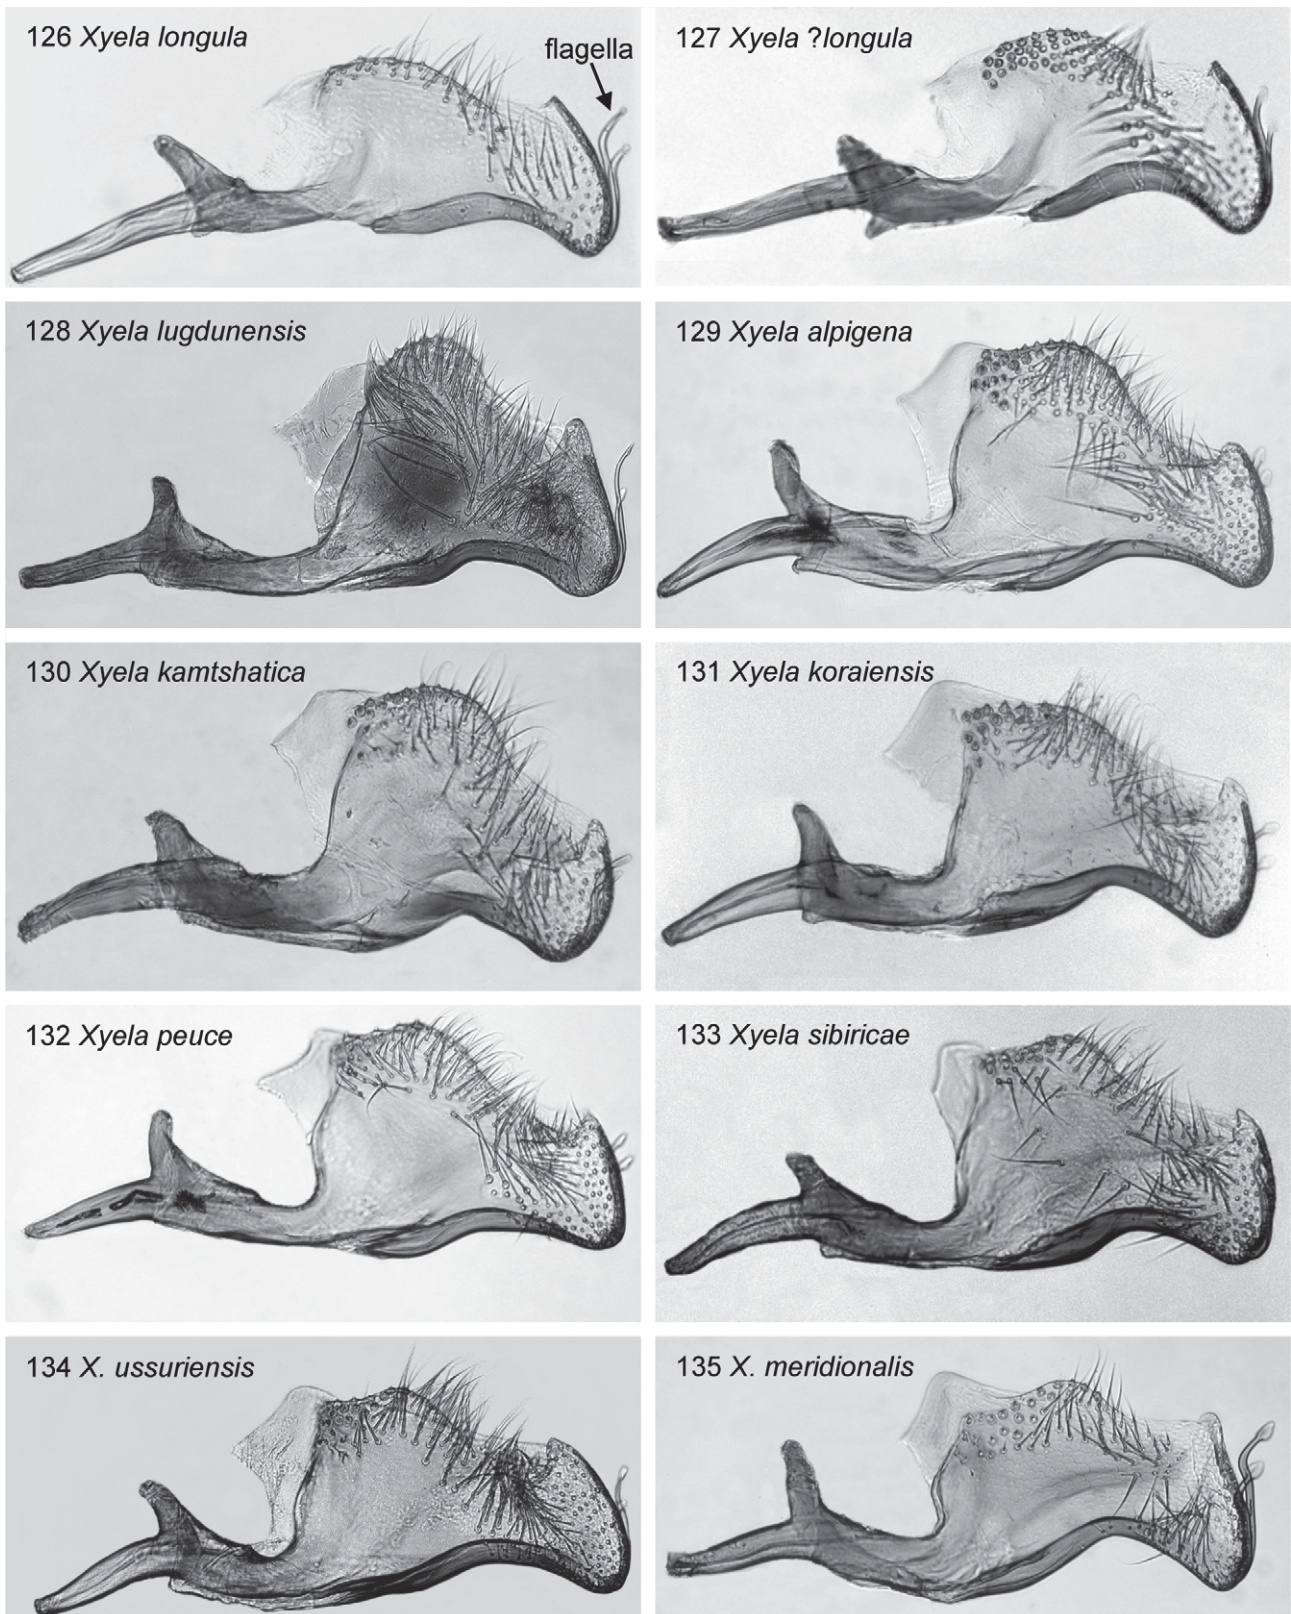 126 Xyela longula
flagella
127 Xyela ?longula
128 Xyela lugdunensis
129 Xyela alpigena
130 Xyela kamtshatica
131 Xyela koraiensis
132 Xyela peuce
133 Xyela sibiricae
134 X. ussuriensis
135 X. meridionalis